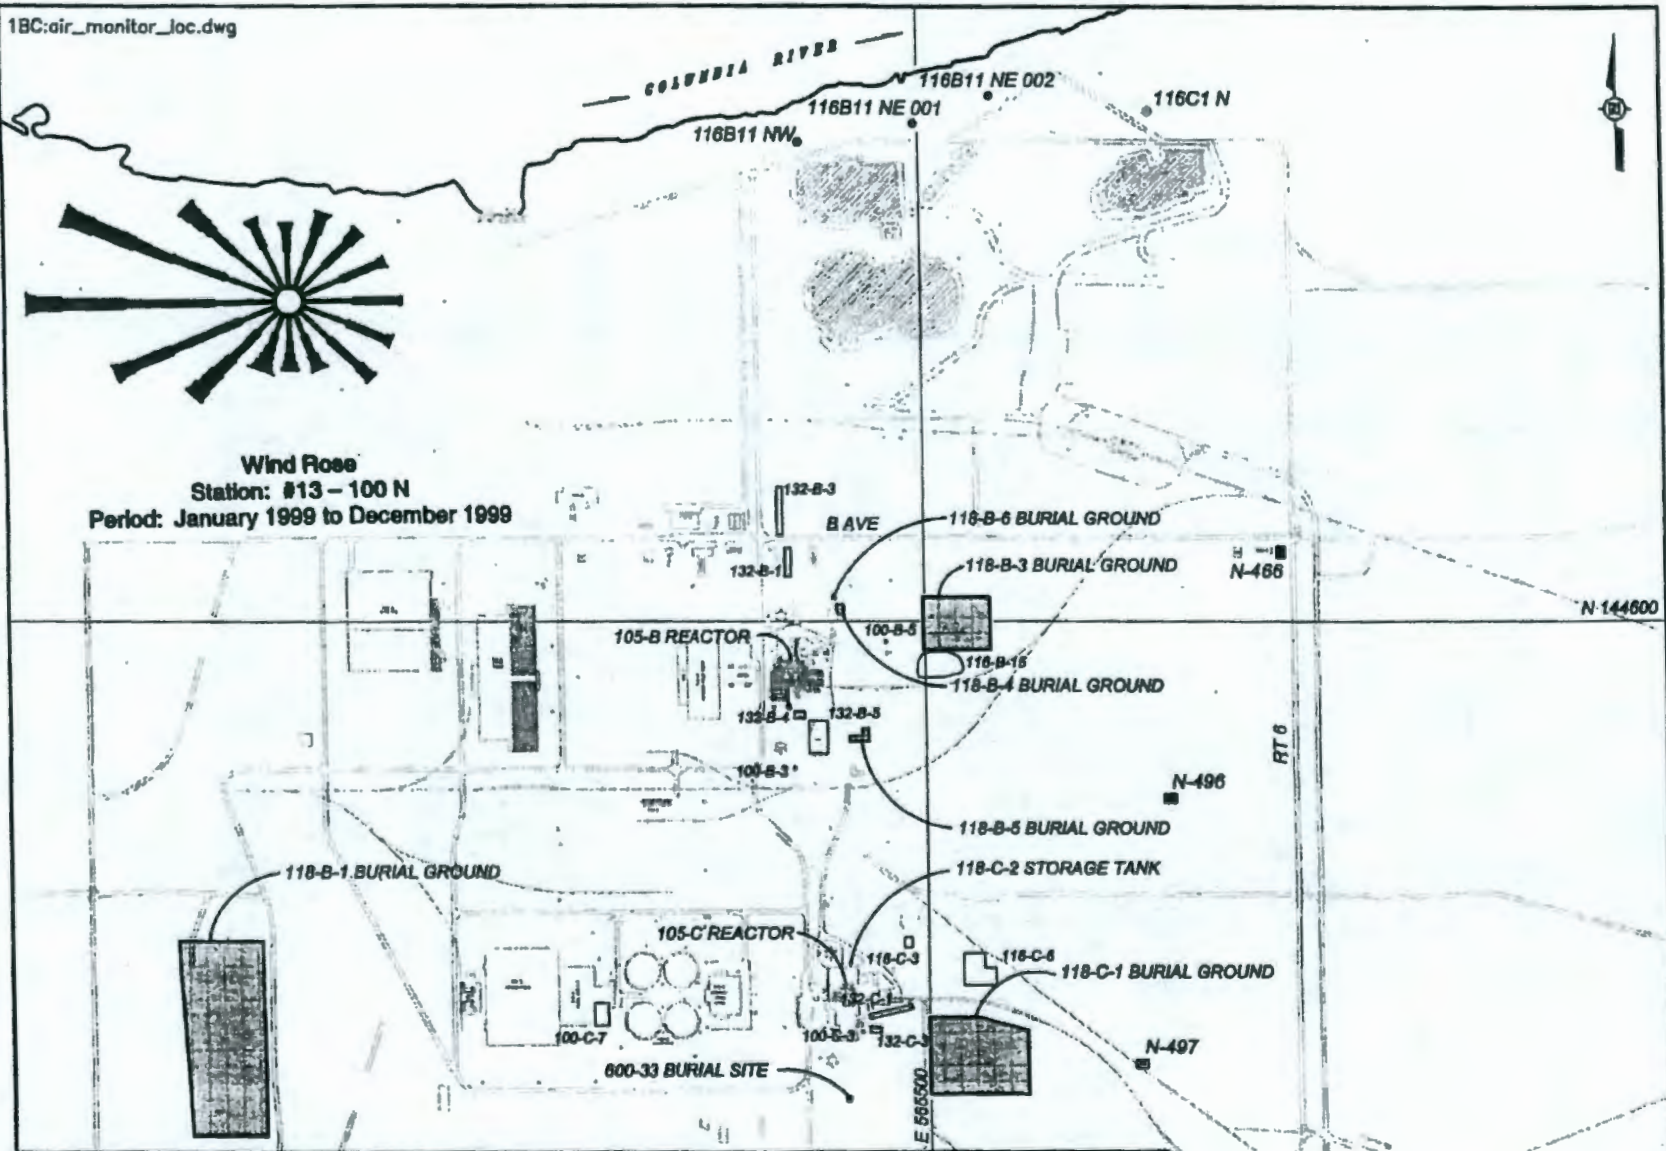 1BC:air_monitor_loc.dwg
COLUMBIA RIVER
116B11 NE 002
116C1 N
116B11 NE 001
116B11 NW
Wind Rose
Station: #13 – 100 N
Period: January 1999 to December 1999
132-B-3
B AVE
118-B-6 BURIAL GROUND
132-B-1
118-B-3 BURIAL GROUND
N-466
N 144600
105-B REACTOR
100-B-5
116-B-16
118-B-4 BURIAL GROUND
132-B-4
132-B-5
RT 6
100-B-3
N-496
118-B-5 BURIAL GROUND
118-B-1 BURIAL GROUND
118-C-2 STORAGE TANK
105-C REACTOR
116-C-3
116-C-6
118-C-1 BURIAL GROUND
132-C-1
100-C-7
100-C-3
132-C-3
N-497
600-33 BURIAL SITE
E 565500